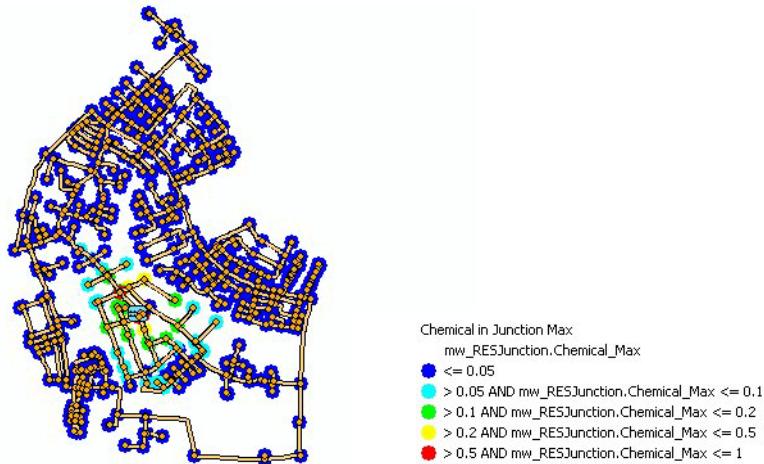 Chemical in Junction Max
mw_RESJunction.Chemical_Max
<= 0.05
> 0.05 AND mw_RESJunction.Chemical_Max <= 0.1
> 0.1 AND mw_RESJunction.Chemical_Max <= 0.2
> 0.2 AND mw_RESJunction.Chemical_Max <= 0.5
> 0.5 AND mw_RESJunction.Chemical_Max <= 1